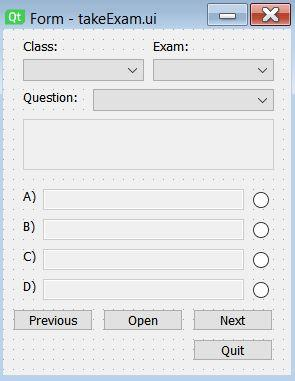 Qt Form - takeExam.ui
Class: Exam:
Question:
A)
B)
C)
D)
Previous Open Next
Quit